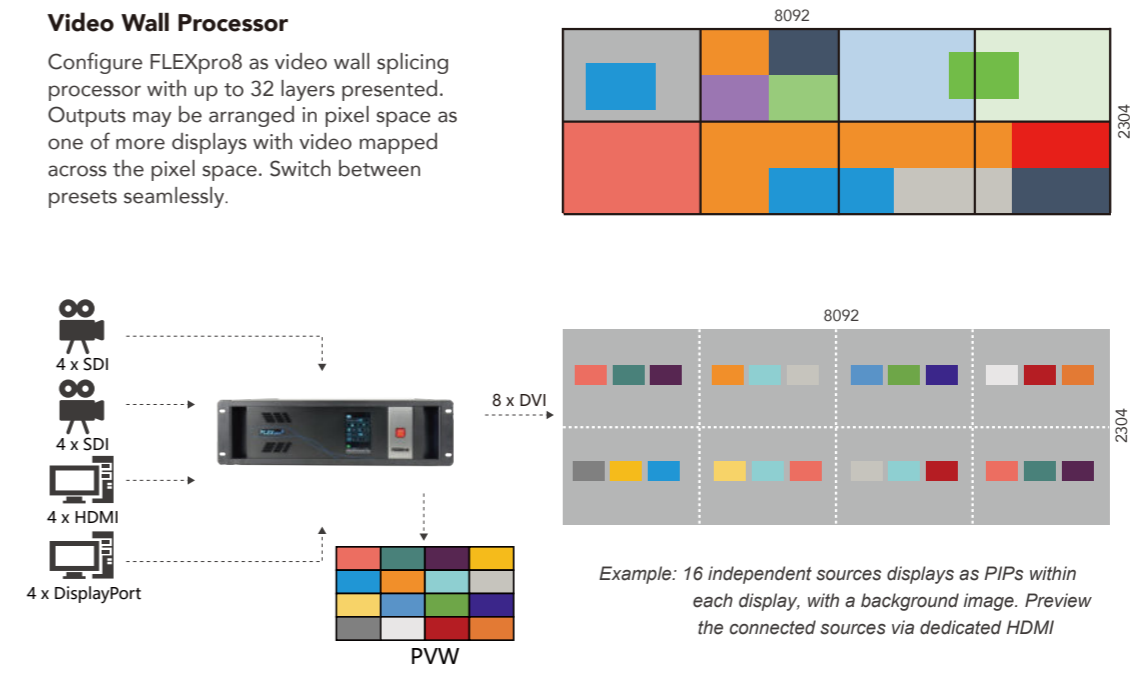 Video Wall Processor
Configure FLEXpro8 as video wall splicing
processor with up to 32 layers presented.
Outputs may be arranged in pixel space as
one of more displays with video mapped
across the pixel space. Switch between
presets seamlessly.
8092
2304
4 x SDI
4 x SDI
4 x HDMI
4 x DisplayPort
8 x DVI
PVW
8092
2304
Example: 16 independent sources displays as PIPs within
each display, with a background image. Preview
the connected sources via dedicated HDMI